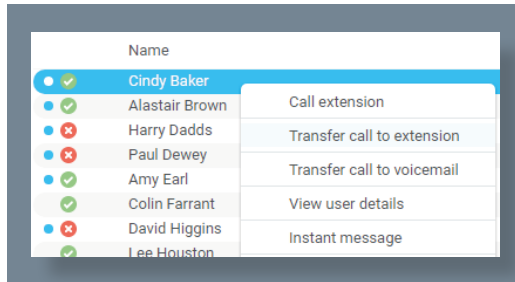 Name
Cindy Baker
Alastair Brown
Harry Dadds
Paul Dewey
Amy Earl
Colin Farrant
David Higgins
Lee Houston
Call extension
Transfer call to extension
Transfer call to voicemail
View user details
Instant message